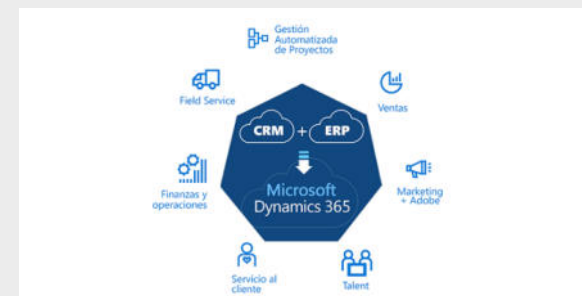 Gestión
Automatizada
de Proyectos
Field Service
Ventas
CRM + ERP
Finanzas y
operaciones
Microsoft
Dynamics 365
Marketing
+ Adobe
Servicio al
cliente
Talent